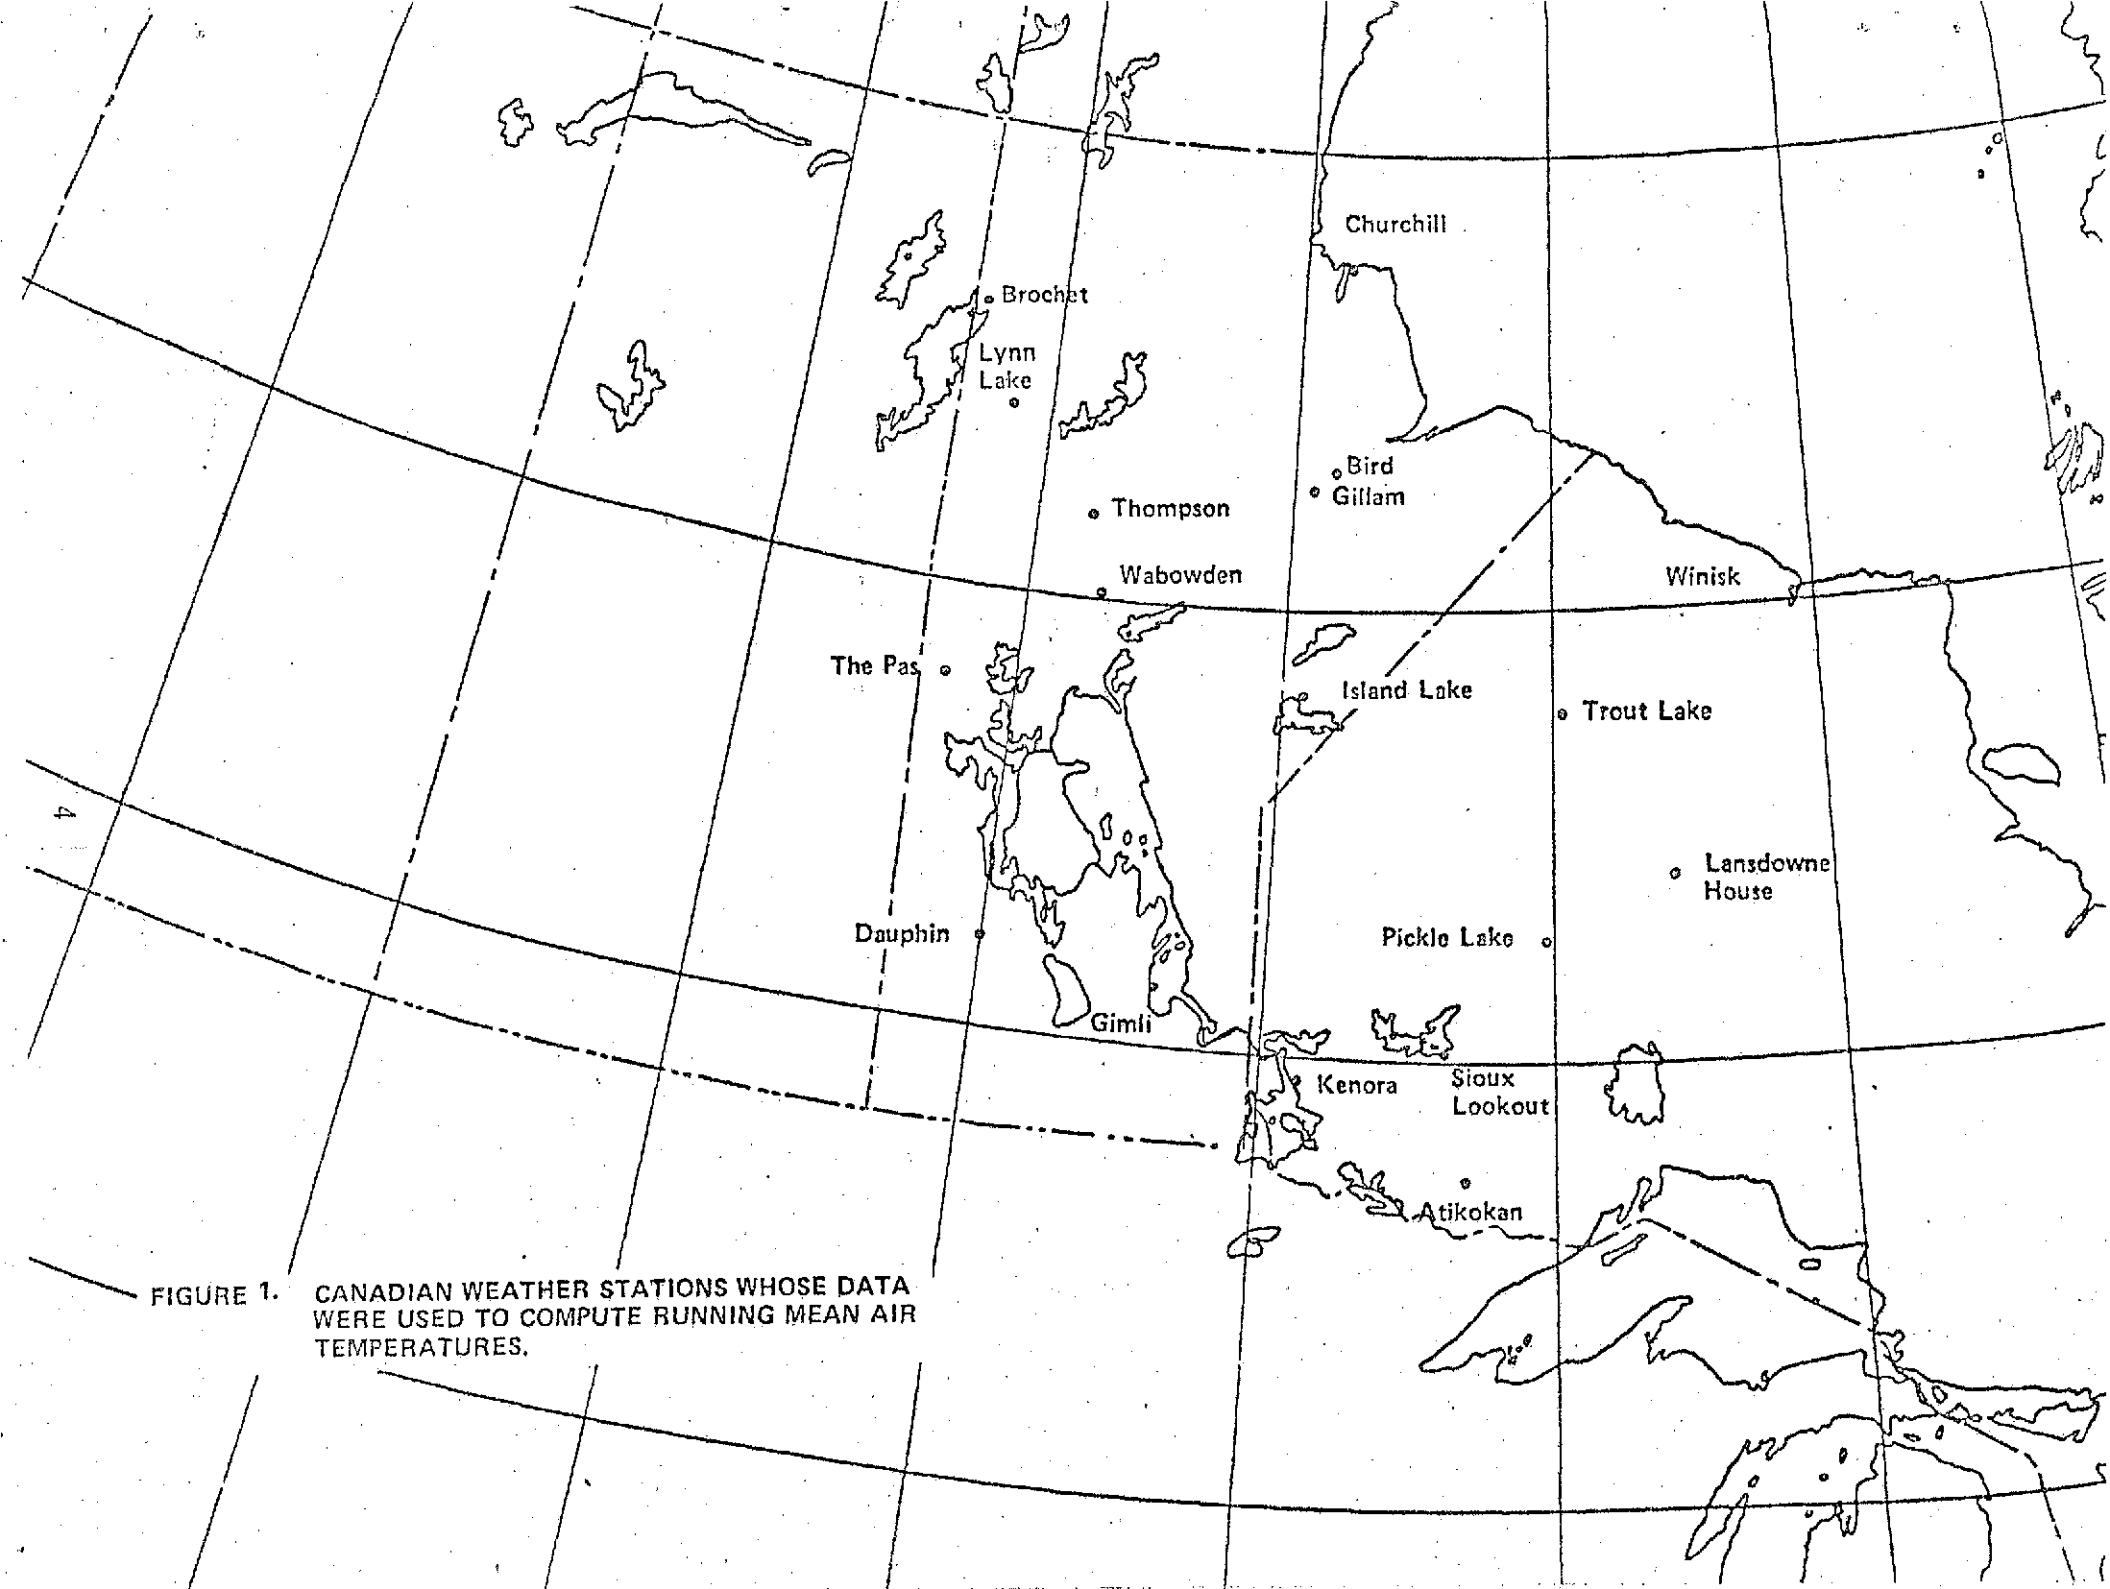 Churchill
Brochet
Lynn
Lake
Bird
Gillam
Thompson
Wabowden
Winisk
The Pas
Island Lake
Trout Lake
4
Lansdowne
House
Dauphin
Pickle Lake
Gimli
Kenora
Sioux
Lookout
Atikokan
FIGURE 1. CANADIAN WEATHER STATIONS WHOSE DATA
WERE USED TO COMPUTE RUNNING MEAN AIR
TEMPERATURES.